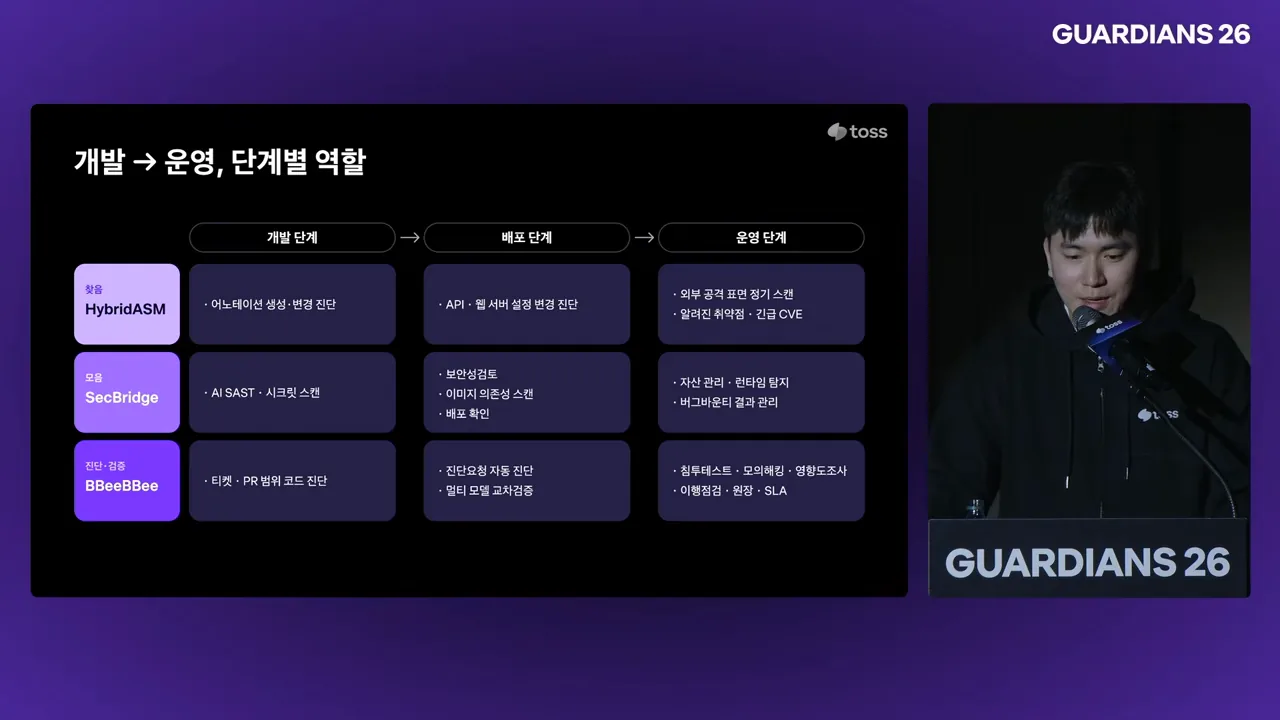 GUARDIANS 26
toss
개발 → 운영, 단계별 역할
개발 단계 → 배포 단계 → 운영 단계
찾음
HybridASM
· 어노테이션 생성·변경 진단
· API · 웹 서버 설정 변경 진단
· 외부 공격 표면 정기 스캔
· 알려진 취약점 · 긴급 CVE
모음
SecBridge
· AI SAST · 시크릿 스캔
· 보안성검토
· 이미지 의존성 스캔
· 배포 확인
· 자산 관리 · 런타임 탐지
· 버그바운티 결과 관리
진단·검증
BBeeBBee
· 티켓 · PR 범위 코드 진단
· 진단요청 자동 진단
· 멀티 모델 교차검증
· 침투테스트 · 모의해킹 · 영향도조사
· 이행점검 · 원장 · SLA
toss
toss
GUARDIANS 26